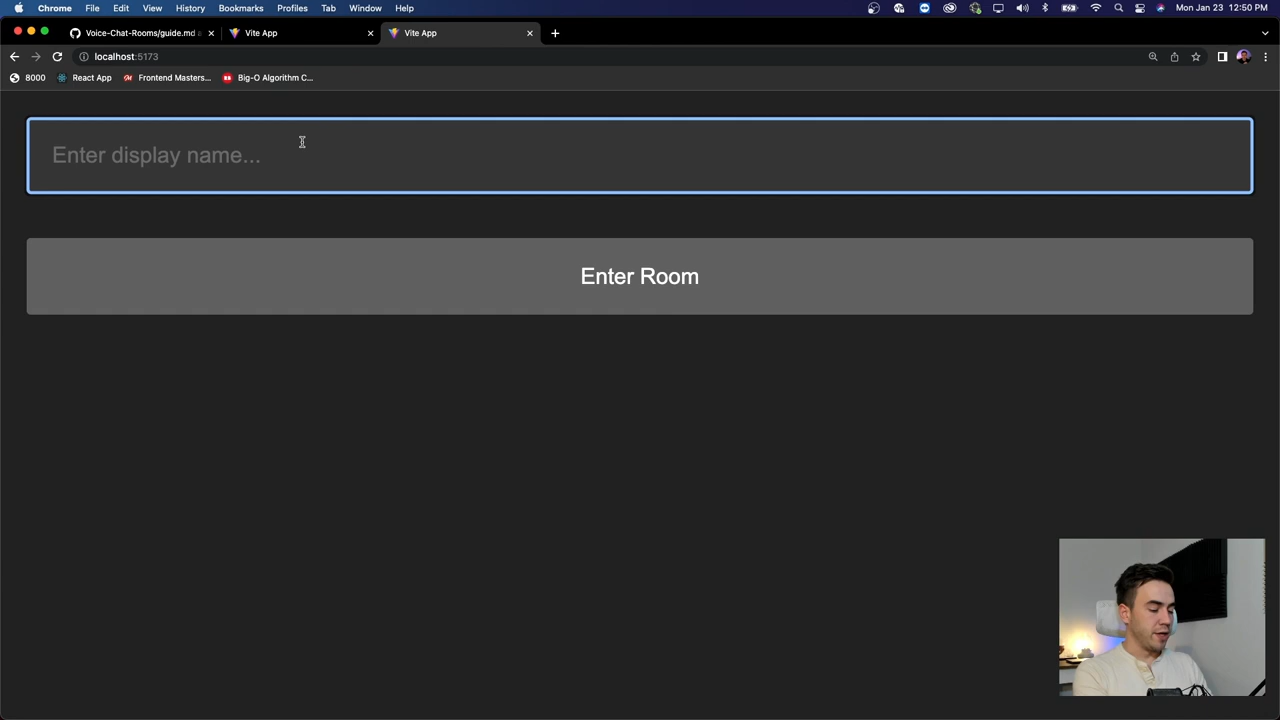 Chrome File Edit View History Bookmarks Profiles Tab Window Help Mon Jan 23 12:50 PM
Voice-Chat-Rooms/guide.md Vite App Vite App
localhost:5173
8000 React App Frontend Masters... Big-O Algorithm C...
Enter display name...
Enter Room